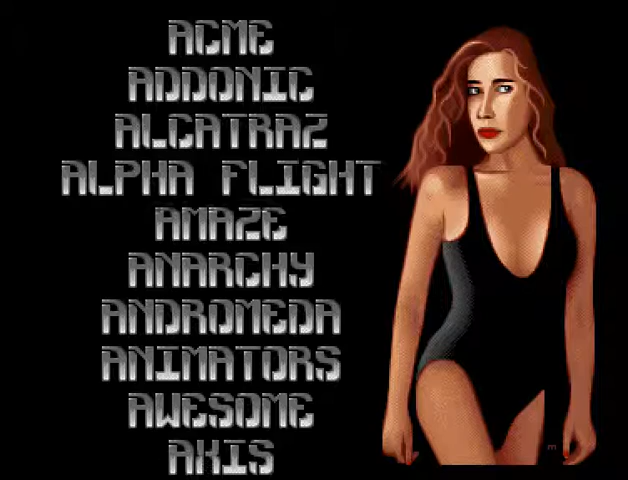 ACME
ADDONIC
ALCATRAZ
ALPHA FLIGHT
AMAZE
ANARCHY
ANDROMEDA
ANIMATORS
AWESOME
AXIS